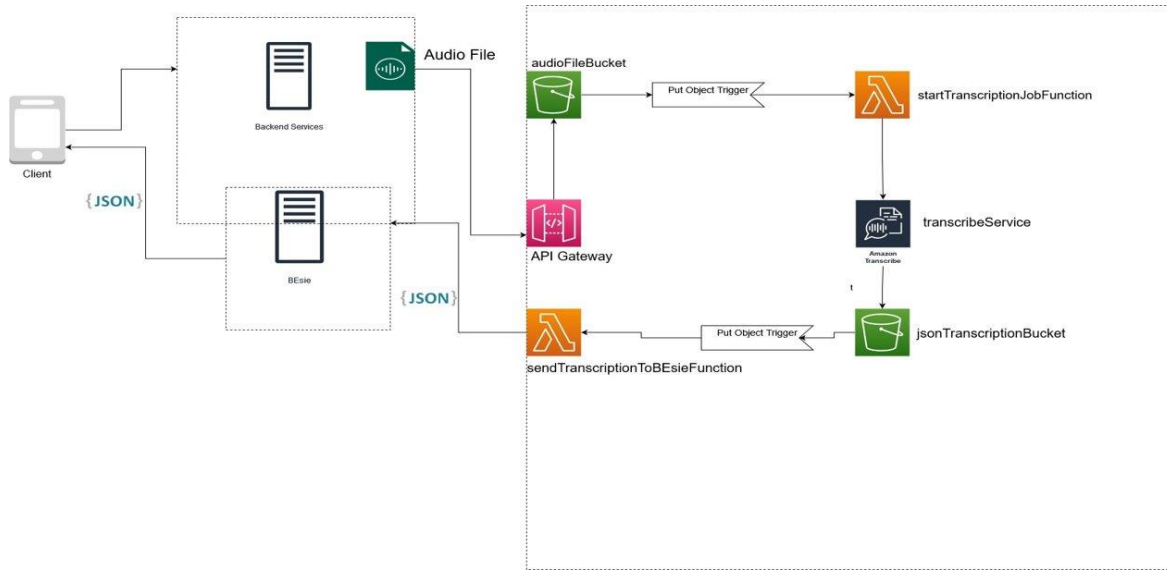 Audio File
audioFileBucket
Put Object Trigger
startTranscriptionJobFunction
Backend Services
Client
{JSON}
BEsie
</>
API Gateway
transcribeService
Amazon
Transcribe
t
{JSON}
Put Object Trigger
jsonTranscriptionBucket
sendTranscriptionToBEsieFunction